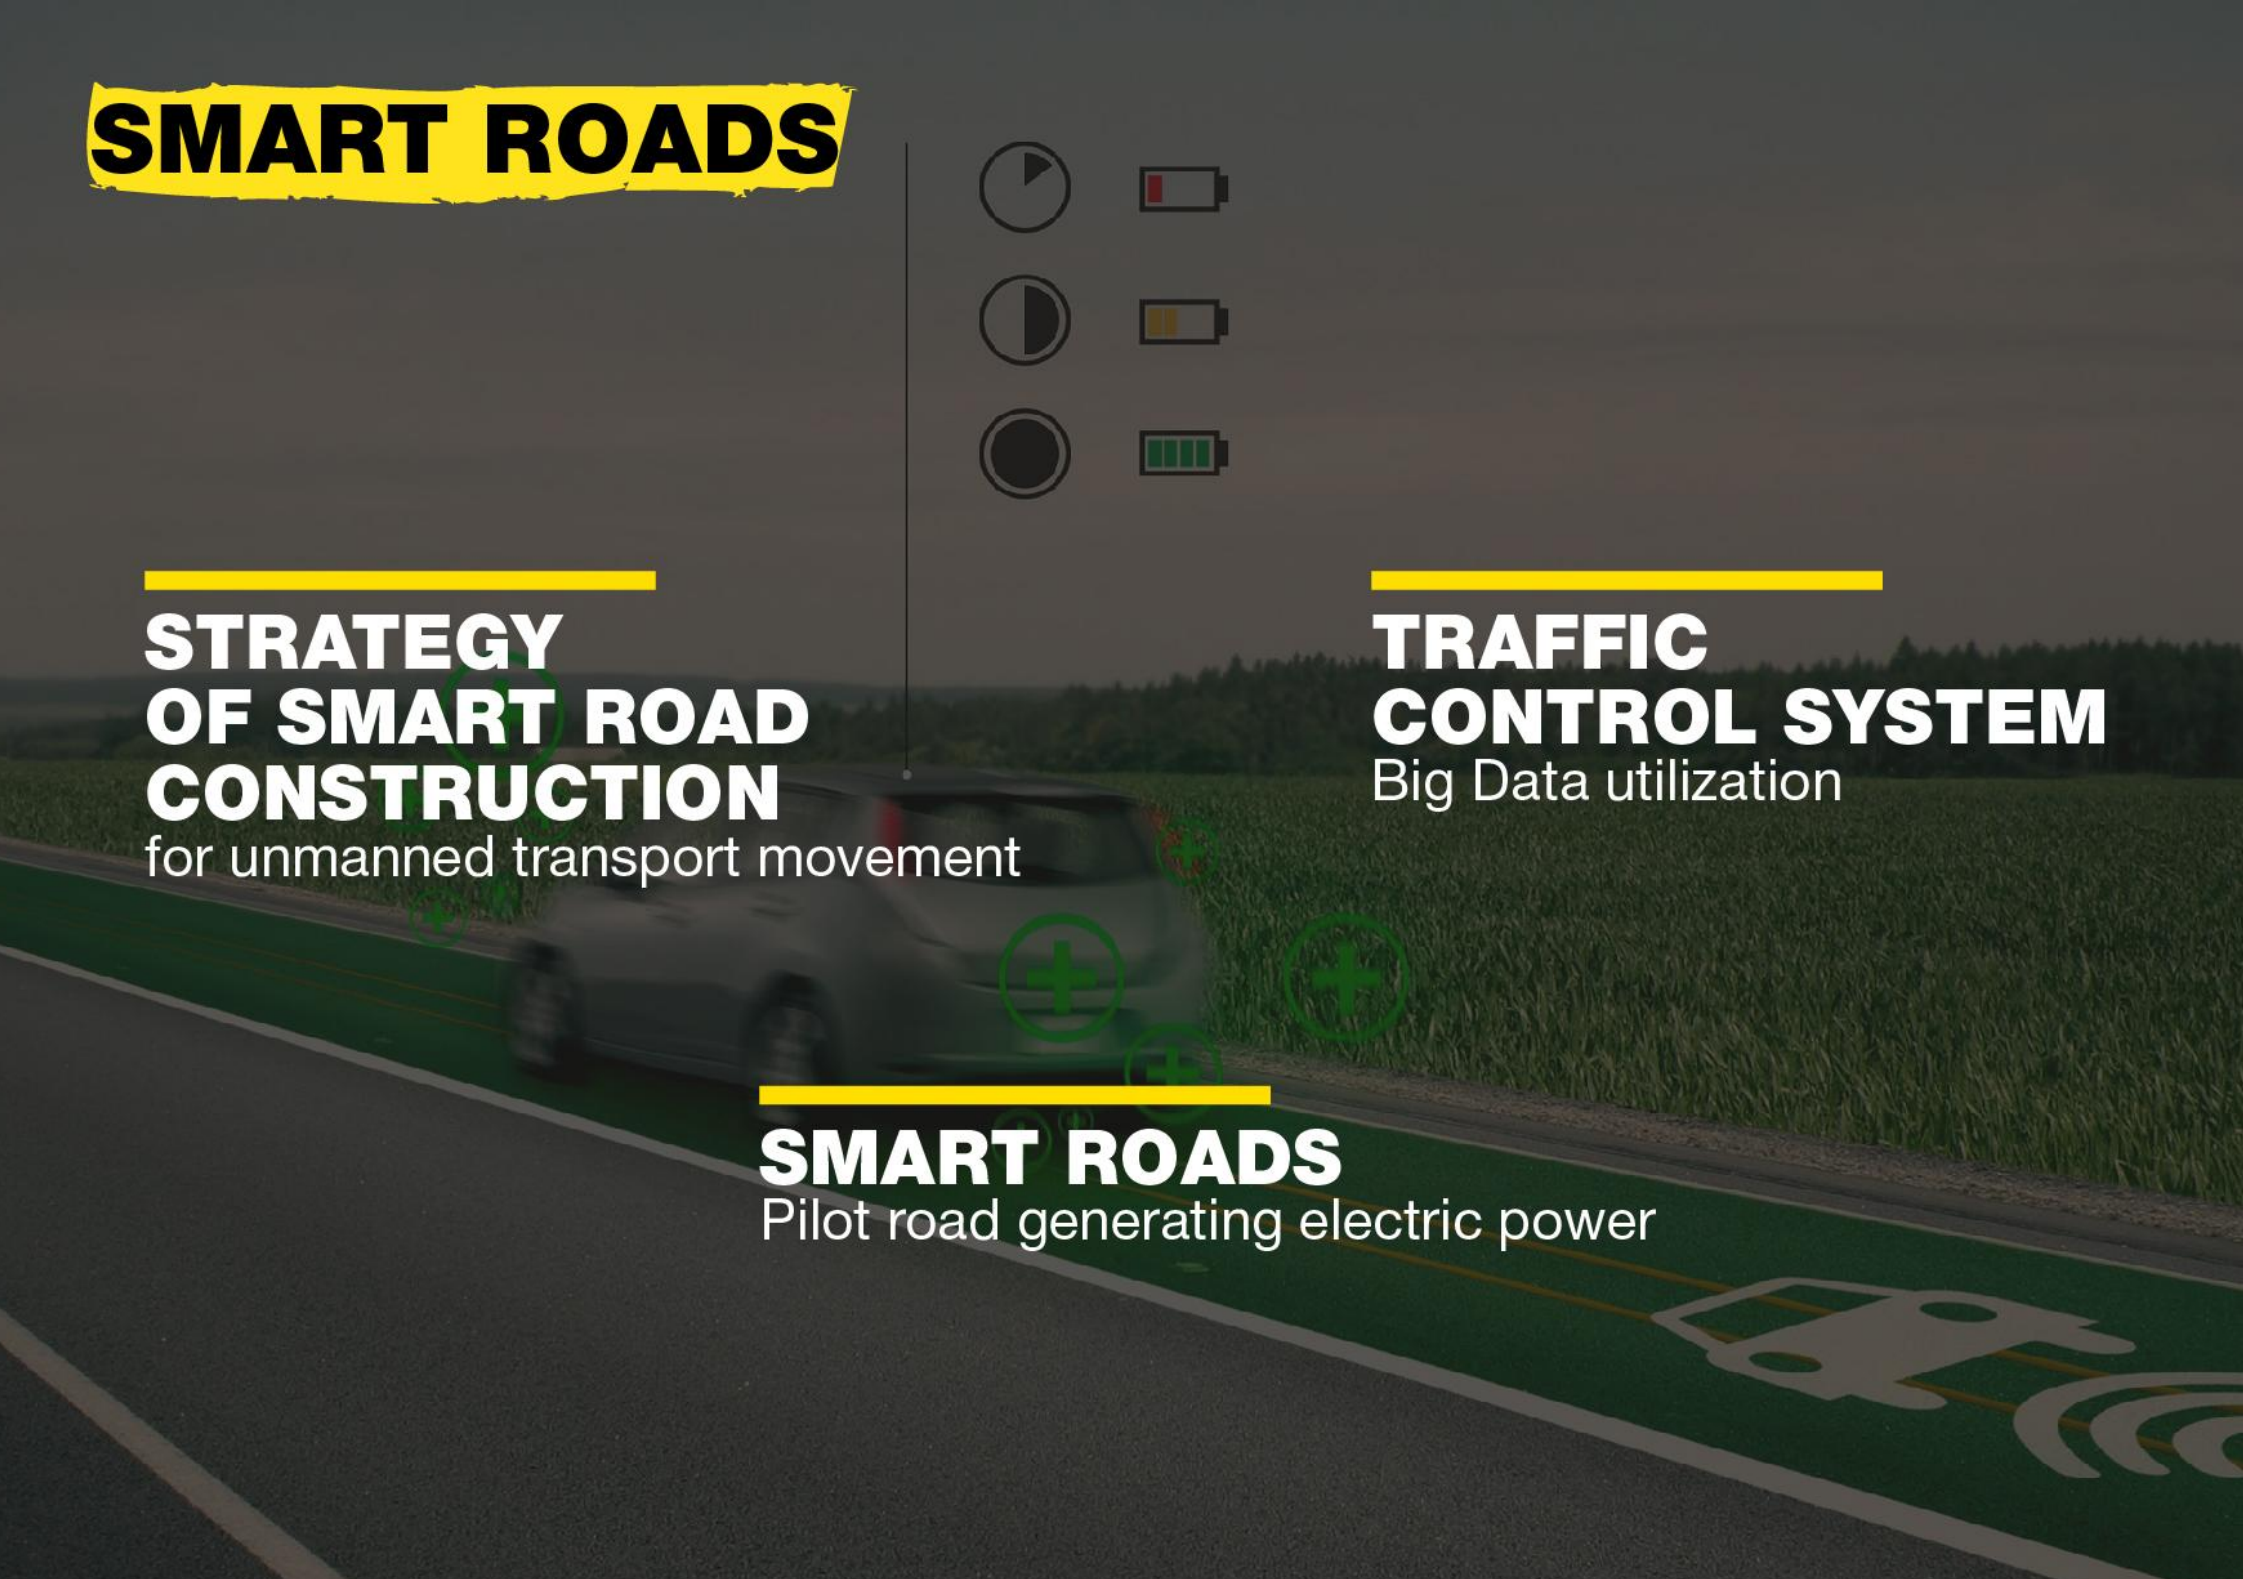 SMART ROADS
STRATEGY
OF SMART ROAD
CONSTRUCTION
for unmanned transport movement
TRAFFIC
CONTROL SYSTEM
Big Data utilization
SMART ROADS
Pilot road generating electric power